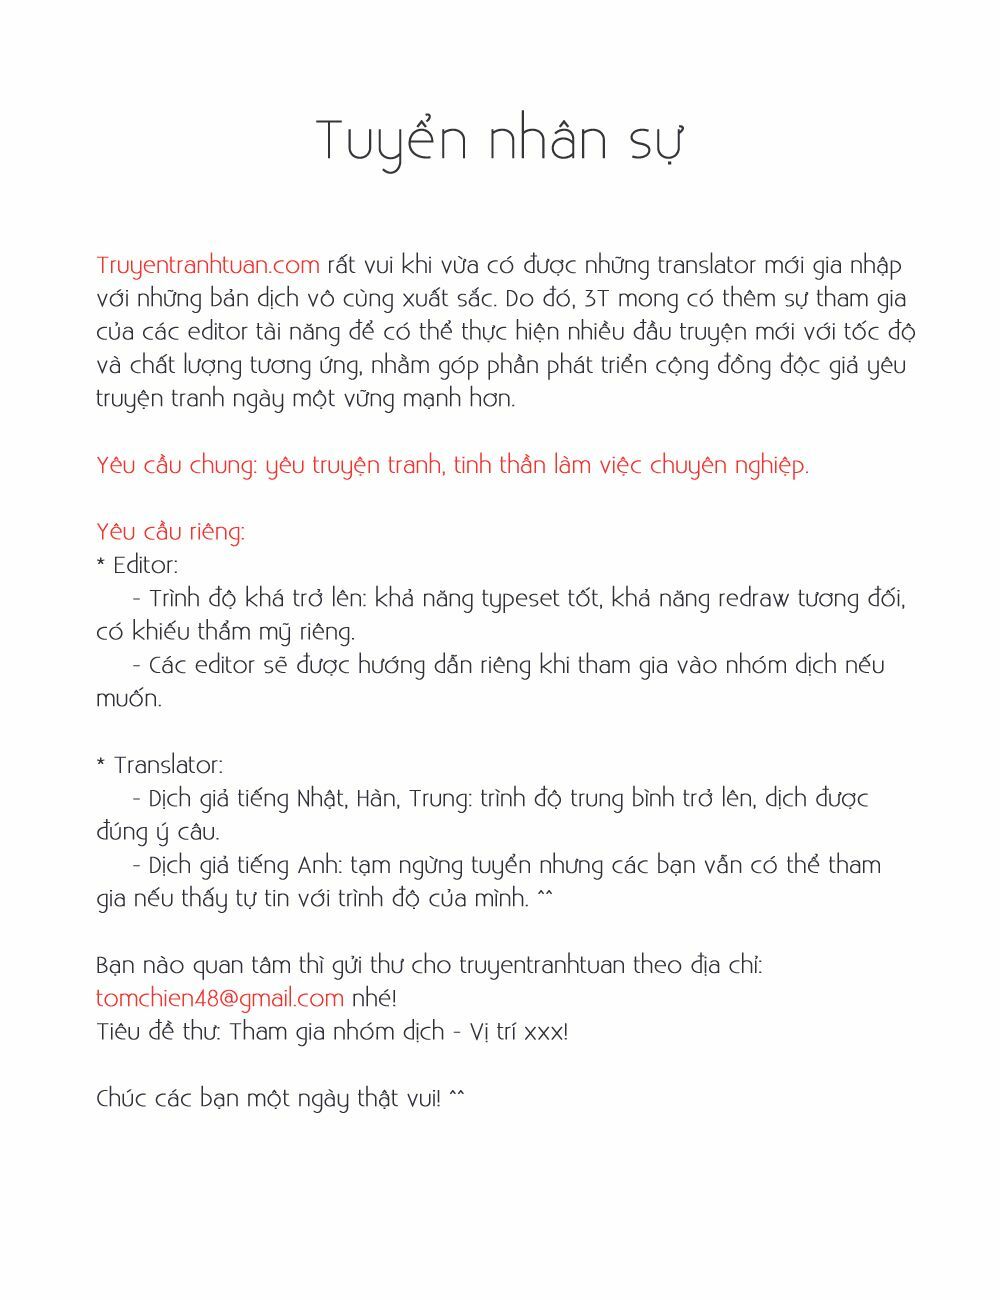 Tuyển nhân sự
Truyentranhtuan.com rất vui khi vừa có được những translator mới gia nhập
với những bản dịch vô cùng xuất sắc. Do đó, 3T mong có thêm sự tham gia
của các editor tài năng để có thể thực hiện nhiều đầu truyện mới với tốc độ
và chất lượng tương ứng, nhằm góp phần phát triển cộng đồng độc giả yêu
truyện tranh ngày một vững mạnh hơn.
Yêu cầu chung: yêu truyện tranh, tinh thần làm việc chuyên nghiệp.
Yêu cầu riêng:
* Editor:
- Trình độ khá trở lên: khả năng typeset tốt, khả năng redraw tương đối,
có khiếu thẩm mỹ riêng.
- Các editor sẽ được hướng dẫn riêng khi tham gia vào nhóm dịch nếu
muốn.
* Translator:
- Dịch giả tiếng Nhật, Hàn, Trung: trình độ trung bình trở lên, dịch được
đúng ý câu.
- Dịch giả tiếng Anh: tạm ngừng tuyển nhưng các bạn vẫn có thể tham
gia nếu thấy tự tin với trình độ của mình. ^^
Bạn nào quan tâm thì gửi thư cho truyentranhtuan theo địa chỉ:
tomchien48@gmail.com nhé!
Tiêu đề thư: Tham gia nhóm dịch - Vị trí xxx!
Chúc các bạn một ngày thật vui! ^^